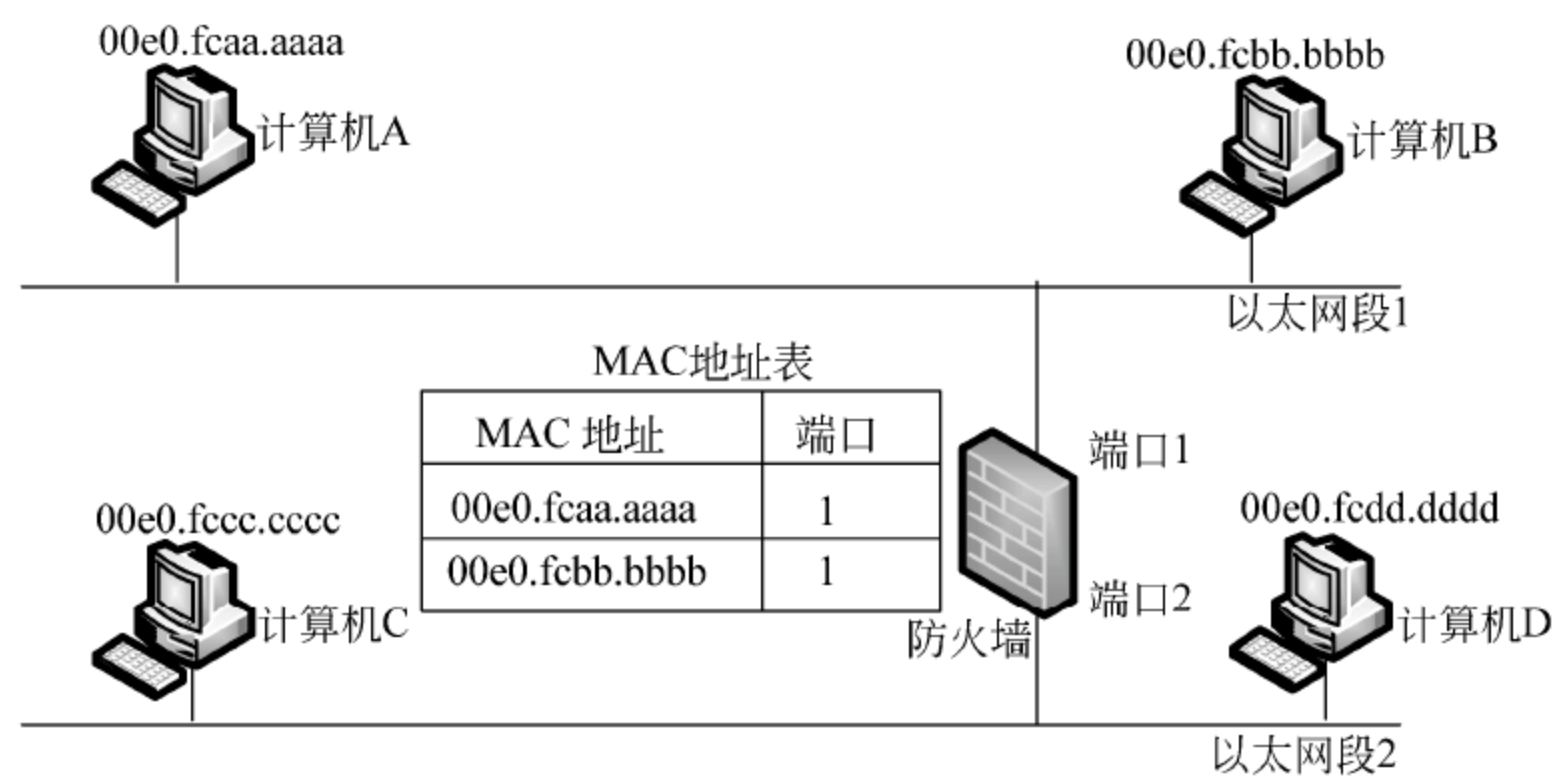 00e0.fcaa.aaaa
计算机A
00e0.fcbb.bbbb
计算机B
以太网段1
MAC地址表
MAC 地址 端口
00e0.fcaa.aaaa 1
00e0.fcbb.bbbb 1
端口1
端口2
防火墙
00e0.fccc.cccc
计算机C
00e0.fcdd.dddd
计算机D
以太网段2